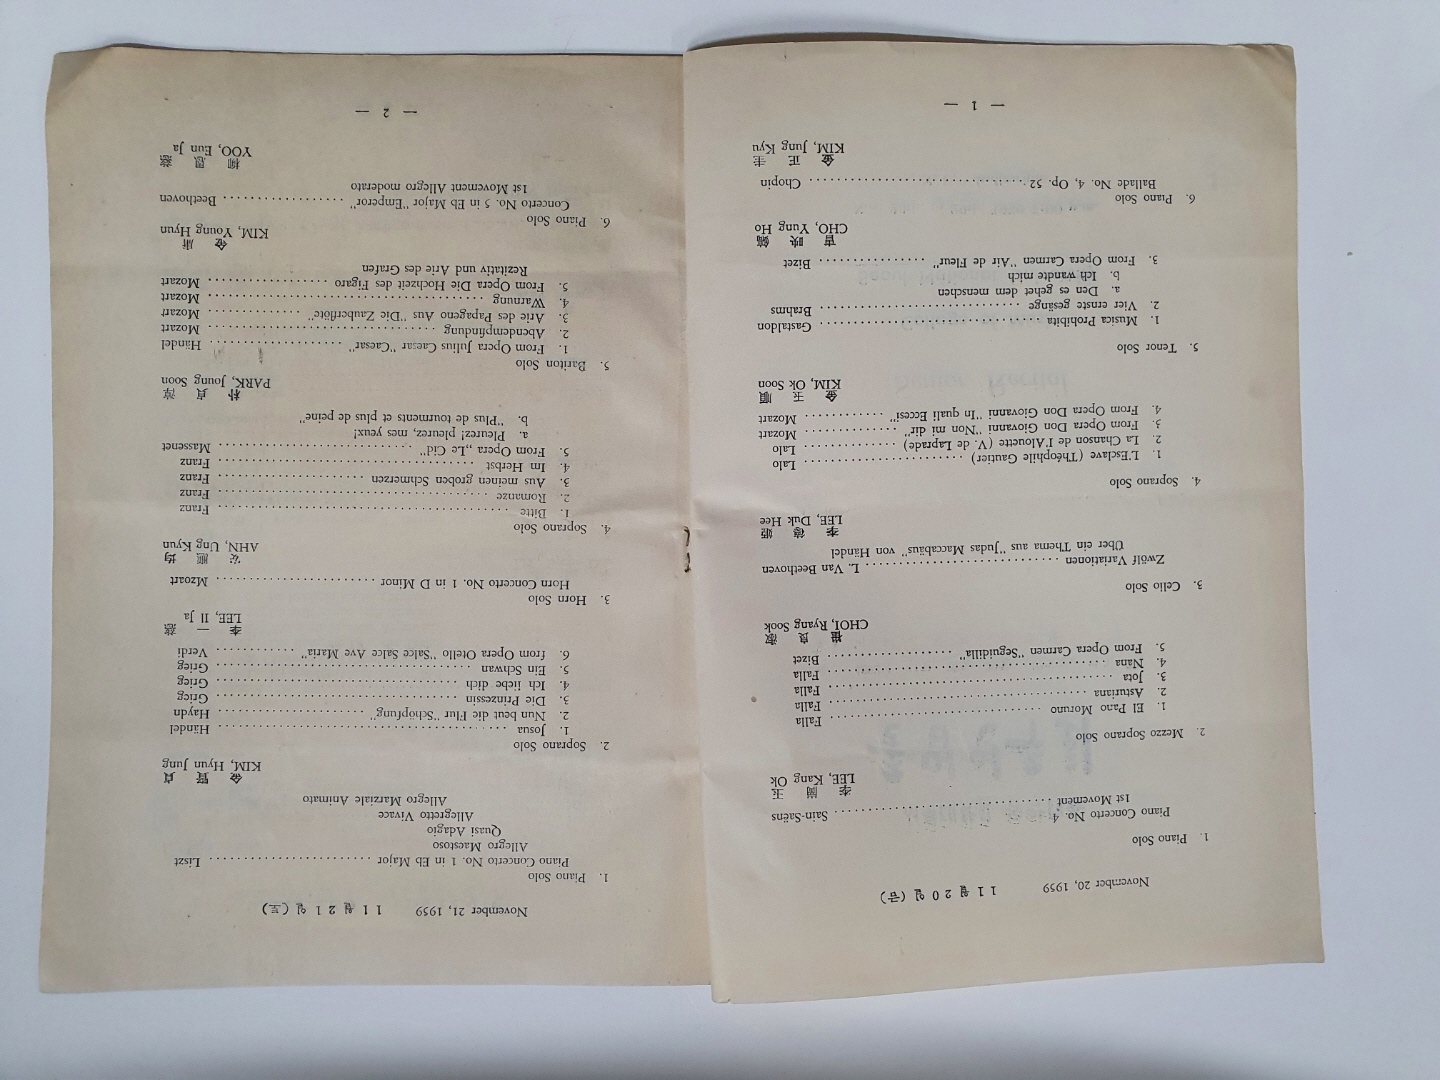 November 20, 1959 11월20일(금)
1. Piano Solo
Piano Concerto No. 4 Sain-Saëns
1st Movement
李 崗 玉
LEE, Kang Ok
2. Mezzo Soprano Solo
1. El Pano Moruno Falla
2. Asturiana Falla
3. Jota Falla
4. Nana Falla
5. From Opera Carmen "Seguidilla" Bizet
良 淑
CHOI, Ryang Sook
3. Cello Solo
Zwölf Variationen L. Van Beethoven
Über ein Thema aus "Judas Maccabäus" von Händel
李 德 姬
LEE, Duk Hee
4. Soprano Solo
1. L'Esclave (Théophile Gautier) Lalo
2. La Chanson de I'Alouette (V. de Laprade) Lalo
3. From Opera Don Giovanni "Non mi dir" Mozart
4. From Opera Don Giovanni "In quali Eccesi" Mozart
金 玉 順
KIM, Ok Soon
5. Tenor Solo
1. Musica Prohibita Gastaldon
2. Vier ernste gesänge Brahms
a. Den es gehet dem menschen
b. Ich wandte mich
3. From Opera Carmen "Air de Fleur" Bizet
曺 映 鎬
CHO, Yung Ho
6. Piano Solo
Ballade No. 4, Op. 52 Chopin
金 正 圭
KIM, Jung Kyu
— 1 —
November 21, 1959 11월21일(토)
1. Piano Solo
Piano Concerto No. 1 in Eb Major Liszt
Allegro Maestoso
Quasi Adagio
Allegretto Vivace
Allegro Marziale Animato
金 賢 貞
KIM, Hyun Jung
2. Soprano Solo
1. Josua Händel
2. Nun beut die Flur "Schöpfung" Haydn
3. Die Prinzessin Grieg
4. Ich liebe dich Grieg
5. Ein Schwan Grieg
6. from Opera Otello "Salce Salce Ave Maria" Verdi
李 一 慈
LEE, Il Ja
3. Horn Solo
Horn Concerto No. 1 in D Minor Mzoart
安 應 均
AHN, Ung Kyun
4. Soprano Solo
1. Bitte Franz
2. Romanze Franz
3. Aus meinen groben Schmerzen Franz
4. Im Herbst Franz
5. From Opera „Le Cid" Massenet
a. Pleurez! pleurez, mes yeux!
b. "Plus de tourments et plus de peine"
朴 貞 淳
PARK, Joung Soon
5. Bariton Solo
1. From Opera Julius Caesar "Caesar" Händel
2. Abendempfindung Mozart
3. Arie des Papageno Aus "Die Zauberflöte" Mozart
4. Warnung Mozart
5. From Opera Die Hochzeit des Figaro Mozart
Rezitativ und Arie des Grafen
金
KIM, Young Hyun
6. Piano Solo
Concerto No. 5 in Eb Major "Emperor" Beethoven
1st Movement Allegro moderato
柳 恩 慈
YOO, Eun Ja
— 2 —